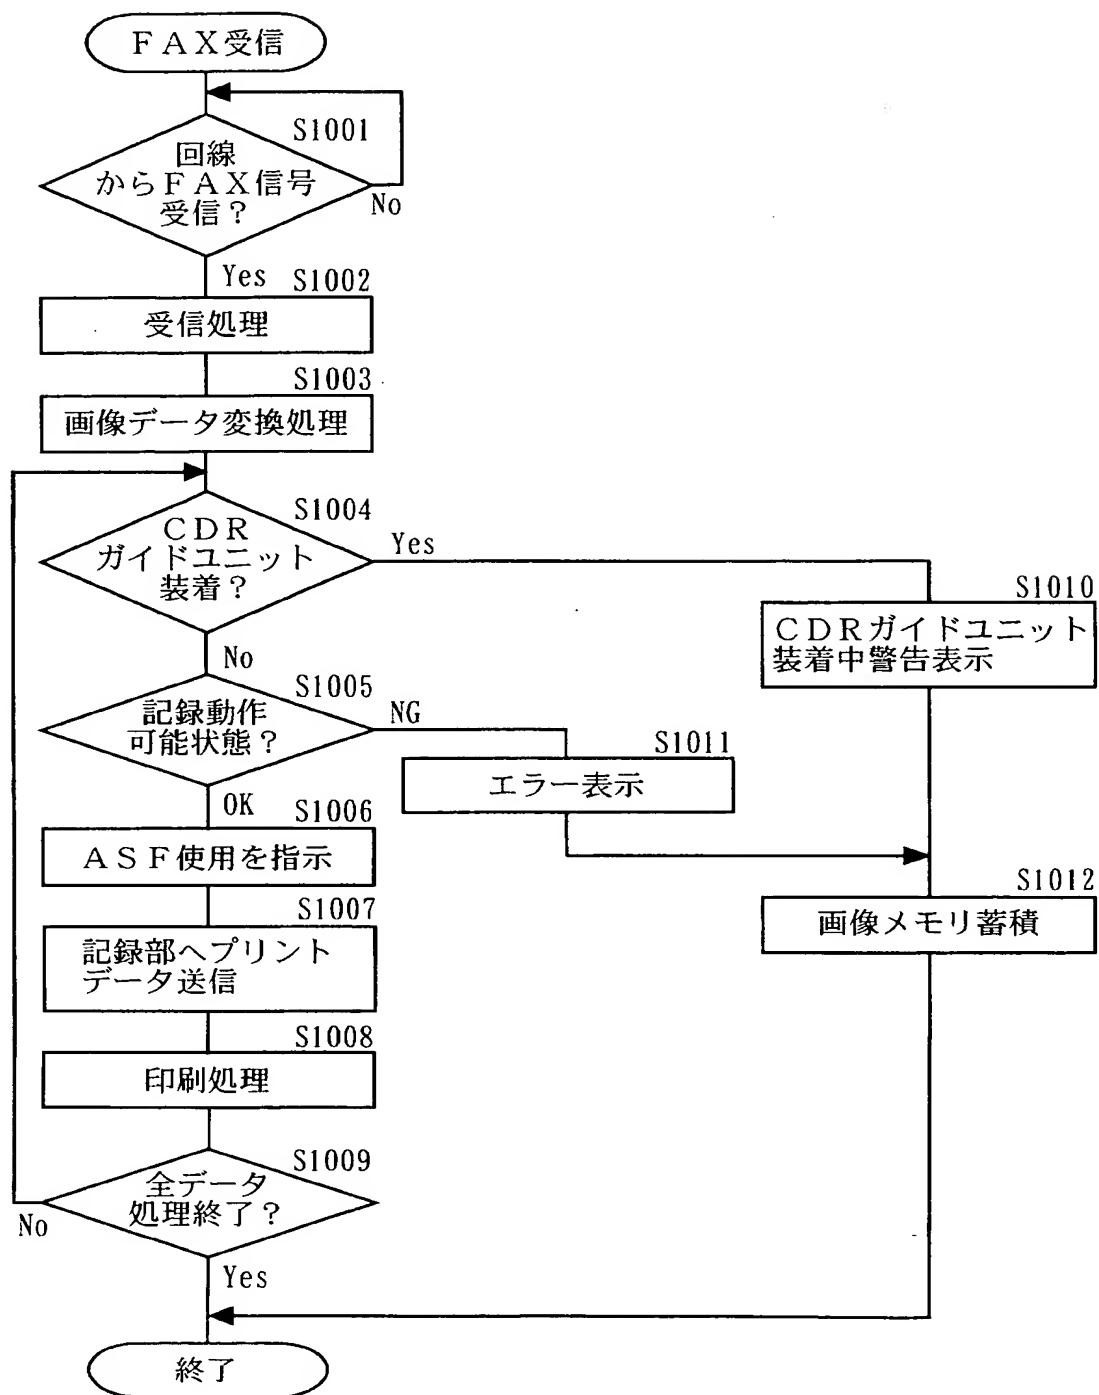 ＦＡＸ受信
S1001
回線
からＦＡＸ信号
受信？
No
Yes
S1002
受信処理
S1003
画像データ変換処理
S1004
ＣＤＲ
ガイドユニット
装着？
Yes
S1010
ＣＤＲガイドユニット
装着中警告表示
No
S1005
記録動作
可能状態？
NG
S1011
エラー表示
OK
S1006
ＡＳＦ使用を指示
S1012
画像メモリ蓄積
S1007
記録部へプリント
データ送信
S1008
印刷処理
S1009
全データ
処理終了？
No
Yes
終了